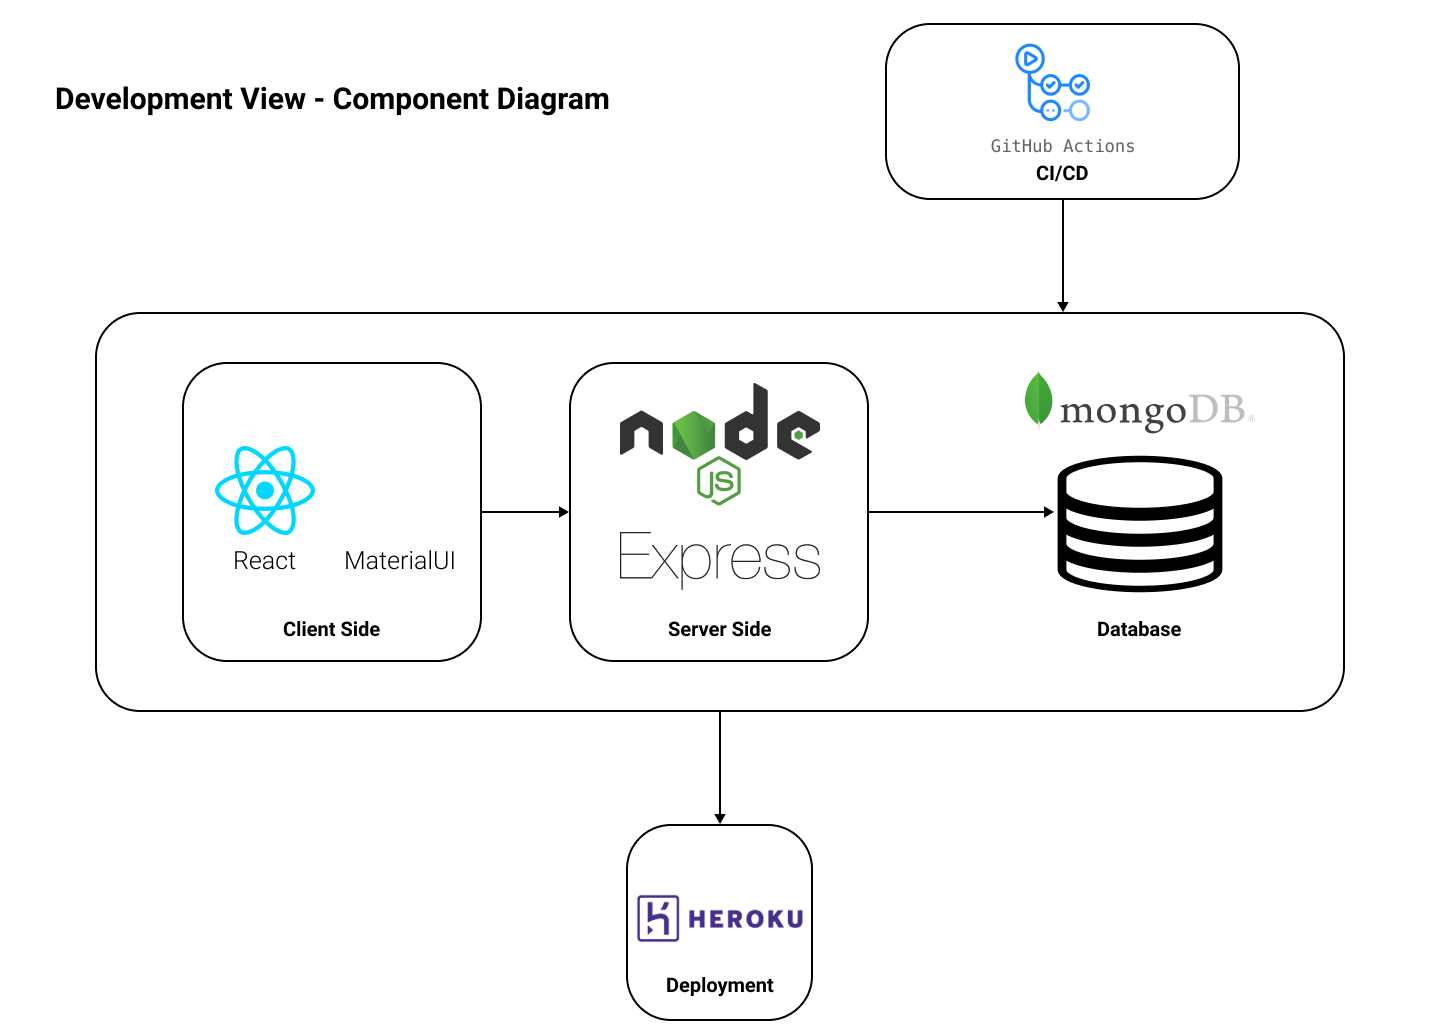 Development View - Component Diagram
GitHub Actions
CI/CD
React
MaterialUI
Client Side
node
JS
Express
Server Side
mongoDB®
Database
HEROKU
Deployment